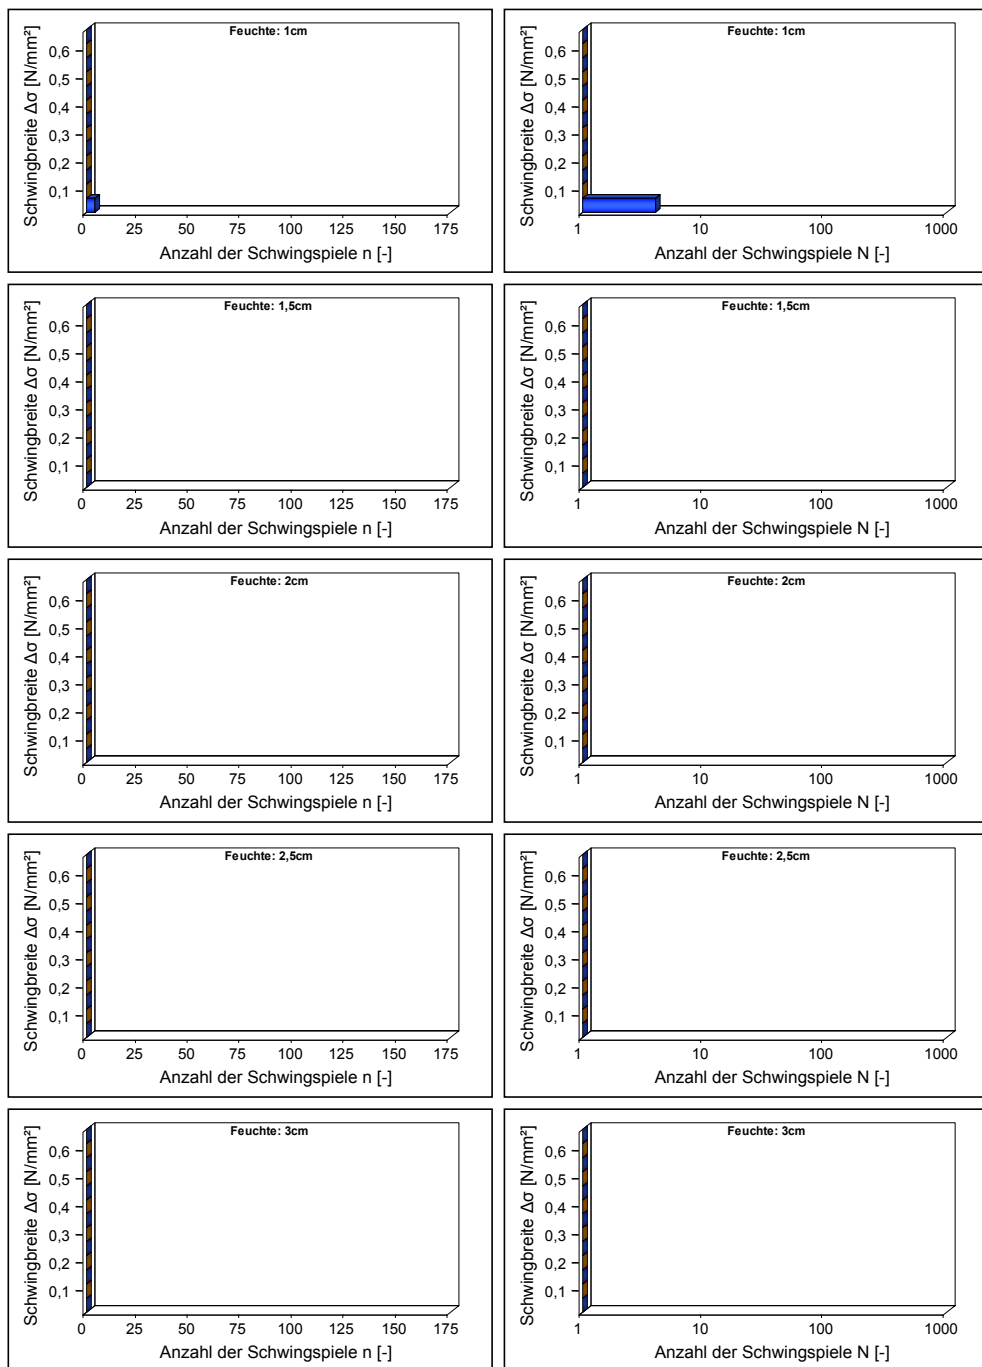 Feuchte: 1cm
Schwingbreite Δσ [N/mm²]
0,6
0,5
0,4
0,3
0,2
0,1
0 25 50 75 100 125 150 175
Anzahl der Schwingspiele n [-]
Feuchte: 1cm
Schwingbreite Δσ [N/mm²]
0,6
0,5
0,4
0,3
0,2
0,1
1 10 100 1000
Anzahl der Schwingspiele N [-]
Feuchte: 1,5cm
Schwingbreite Δσ [N/mm²]
0,6
0,5
0,4
0,3
0,2
0,1
0 25 50 75 100 125 150 175
Anzahl der Schwingspiele n [-]
Feuchte: 1,5cm
Schwingbreite Δσ [N/mm²]
0,6
0,5
0,4
0,3
0,2
0,1
1 10 100 1000
Anzahl der Schwingspiele N [-]
Feuchte: 2cm
Schwingbreite Δσ [N/mm²]
0,6
0,5
0,4
0,3
0,2
0,1
0 25 50 75 100 125 150 175
Anzahl der Schwingspiele n [-]
Feuchte: 2cm
Schwingbreite Δσ [N/mm²]
0,6
0,5
0,4
0,3
0,2
0,1
1 10 100 1000
Anzahl der Schwingspiele N [-]
Feuchte: 2,5cm
Schwingbreite Δσ [N/mm²]
0,6
0,5
0,4
0,3
0,2
0,1
0 25 50 75 100 125 150 175
Anzahl der Schwingspiele n [-]
Feuchte: 2,5cm
Schwingbreite Δσ [N/mm²]
0,6
0,5
0,4
0,3
0,2
0,1
1 10 100 1000
Anzahl der Schwingspiele N [-]
Feuchte: 3cm
Schwingbreite Δσ [N/mm²]
0,6
0,5
0,4
0,3
0,2
0,1
0 25 50 75 100 125 150 175
Anzahl der Schwingspiele n [-]
Feuchte: 3cm
Schwingbreite Δσ [N/mm²]
0,6
0,5
0,4
0,3
0,2
0,1
1 10 100 1000
Anzahl der Schwingspiele N [-]